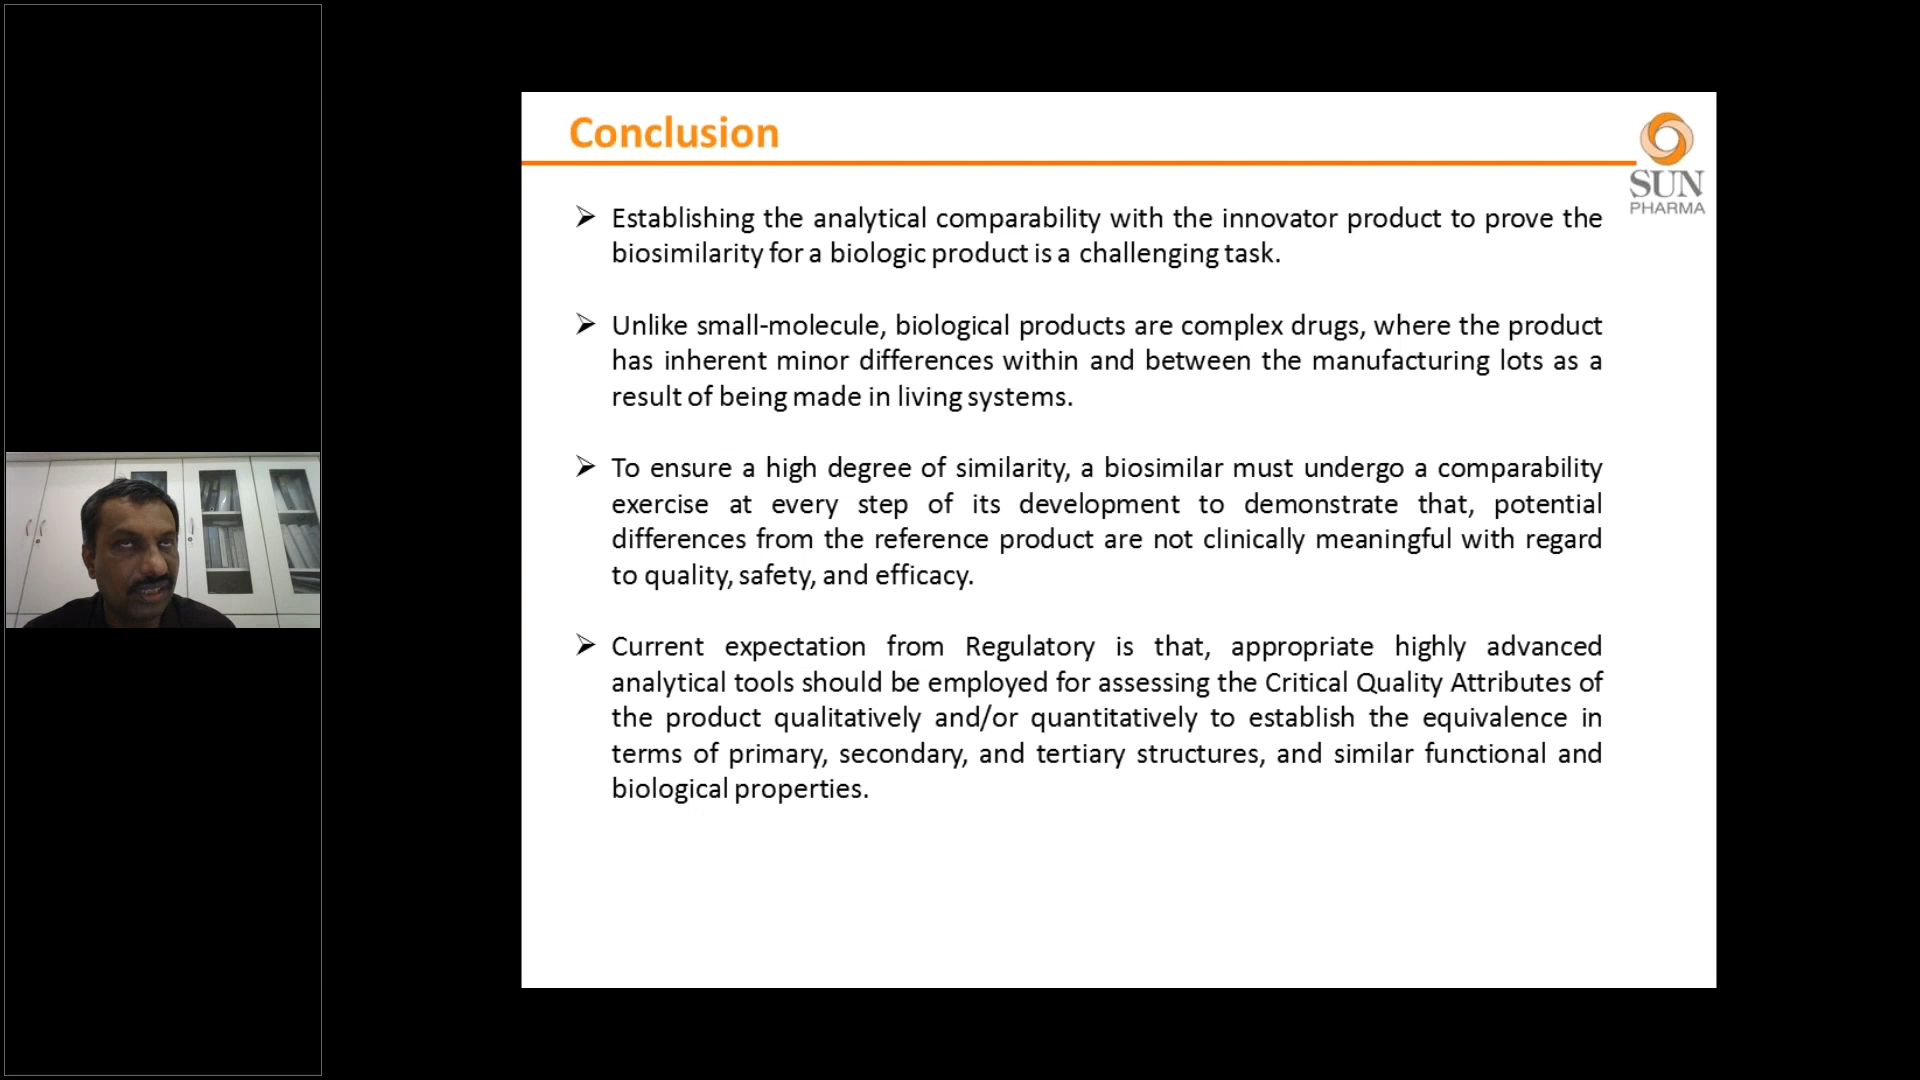 Conclusion
SUN
PHARMA
Establishing the analytical comparability with the innovator product to prove the
biosimilarity for a biologic product is a challenging task.
Unlike small-molecule, biological products are complex drugs, where the product
has inherent minor differences within and between the manufacturing lots as a
result of being made in living systems.
To ensure a high degree of similarity, a biosimilar must undergo a comparability
exercise at every step of its development to demonstrate that, potential
differences from the reference product are not clinically meaningful with regard
to quality, safety, and efficacy.
Current expectation from Regulatory is that, appropriate highly advanced
analytical tools should be employed for assessing the Critical Quality Attributes of
the product qualitatively and/or quantitatively to establish the equivalence in
terms of primary, secondary, and tertiary structures, and similar functional and
biological properties.